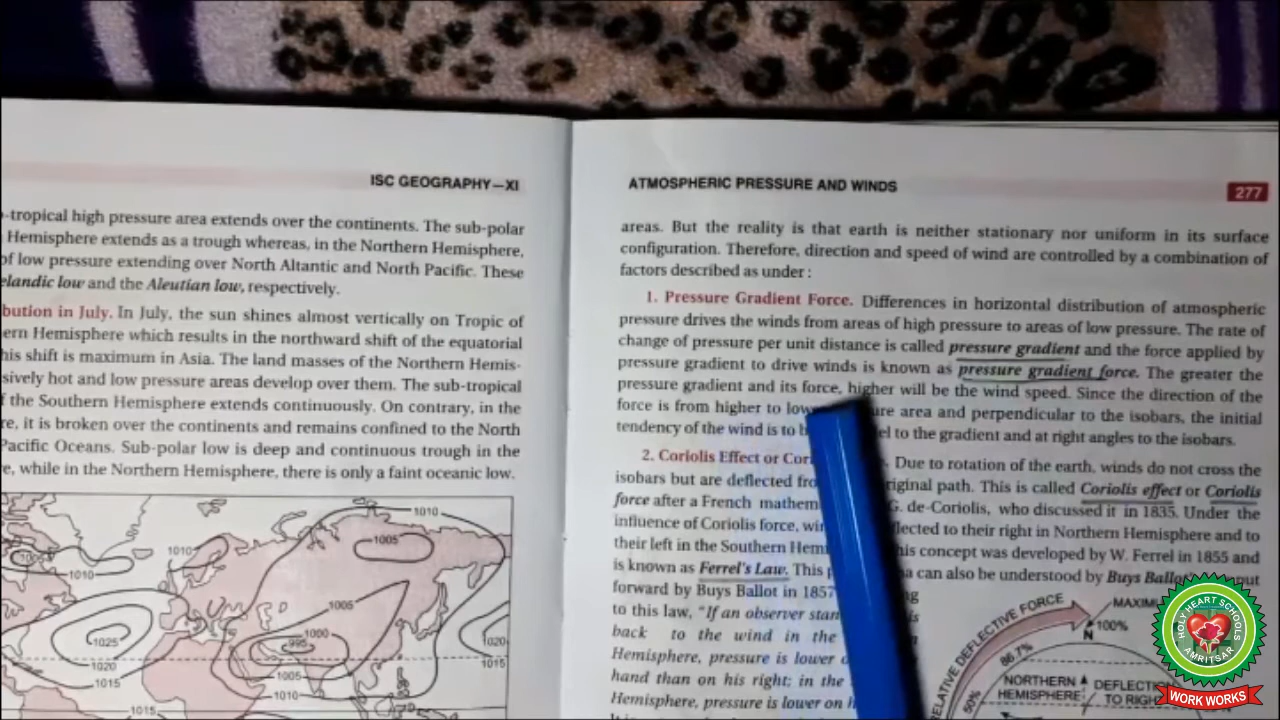 ISC GEOGRAPHY—XI
-tropical high pressure area extends over the continents. The sub-polar
Hemisphere extends as a trough whereas, in the Northern Hemisphere,
of low pressure extending over North Altantic and North Pacific. These
elandic low and the Aleutian low, respectively.
bution in July. In July, the sun shines almost vertically on Tropic of
ern Hemisphere which results in the northward shift of the equatorial
his shift is maximum in Asia. The land masses of the Northern Hemis-
sively hot and low pressure areas develop over them. The sub-tropical
f the Southern Hemisphere extends continuously. On contrary, in the
re, it is broken over the continents and remains confined to the North
Pacific Oceans. Sub-polar low is deep and continuous trough in the
e, while in the Northern Hemisphere, there is only a faint oceanic low.
1010
1005
1010
1010
1005
1025
1000
995
1020
1020
1015
1015
1005
1010
1015
ATMOSPHERIC PRESSURE AND WINDS
277
areas. But the reality is that earth is neither stationary nor uniform in its surface
configuration. Therefore, direction and speed of wind are controlled by a combination of
factors described as under :
1. Pressure Gradient Force. Differences in horizontal distribution of atmospheric
pressure drives the winds from areas of high pressure to areas of low pressure. The rate of
change of pressure per unit distance is called pressure gradient and the force applied by
pressure gradient to drive winds is known as pressure gradient force. The greater the
pressure gradient and its force, higher will be the wind speed. Since the direction of the
force is from higher to low ure area and perpendicular to the isobars, the initial
tendency of the wind is to b el to the gradient and at right angles to the isobars.
2. Coriolis Effect or Cori . Due to rotation of the earth, winds do not cross the
isobars but are deflected fro riginal path. This is called Coriolis effect or Coriolis
force after a French mathem G. de-Coriolis, who discussed it in 1835. Under the
influence of Coriolis force, win flected to their right in Northern Hemisphere and to
their left in the Southern Hemi his concept was developed by W. Ferrel in 1855 and
is known as Ferrel's Law. This p a can also be understood by Buys Ballo put
forward by Buys Ballot in 1857 ng
to this law, "If an observer stan is
back to the wind in the
Hemisphere, pressure is lower o
hand than on his right; in the
Hemisphere, pressure is lower on h
RELATIVE DEFLECTIVE FORCE
MAXIMU
100%
N
86.7%
50%
NORTHERN
HEMISPHERE
DEFLECTI
TO RIGH
HOLY HEART SCHOOLS
AMRITSAR
WORK WORKS